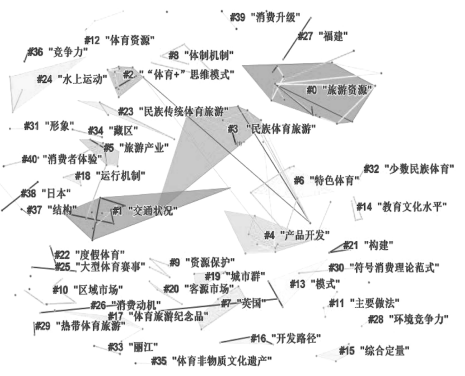 #39 "消费升级"
#27 "福建"
#12 "体育资源"
#36 "竞争力"
#8 "体制机制"
#24 "水上运动"
#2 "“体育+”思维模式"
#0 "旅游资源"
#23 "民族传统体育旅游"
#31 "形象"
#34 "藏区"
#3 "民族体育旅游"
#5 "旅游产业"
#40 "消费者体验"
#32 "少数民族体育"
#18 "运行机制"
#6 "特色体育"
#38 "日本"
#37 "结构"
#1 "交通状况"
#14 "教育文化水平"
#4 "产品开发"
#21 "构建"
#22 "度假体育"
#25 "大型体育赛事"
#9 "资源保护"
#30 "符号消费理论范式"
#19 "城市群"
#13 "模式"
#10 "区域市场"
#20 "客源市场"
#26 "消费动机"
#7 "美国"
#11 "主要做法"
#17 "体育旅游纪念品"
#28 "环境竞争力"
#29 "热带体育旅游"
#16 "开发路径"
#33 "丽江"
#15 "综合定量"
#35 "体育非物质文化遗产"